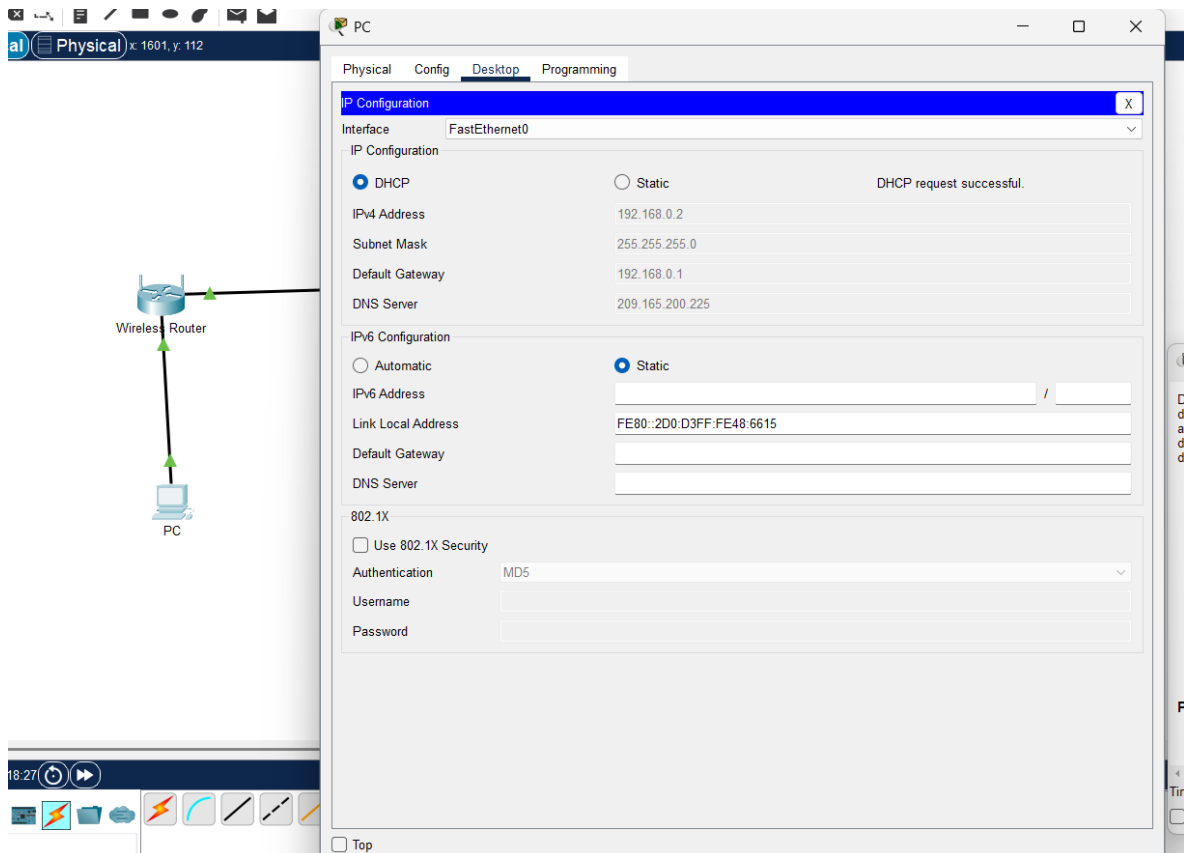 al Physical x: 1601, y: 112
PC
Physical Config Desktop Programming
IP Configuration X
Interface FastEthernet0
IP Configuration
DHCP Static DHCP request successful.
IPv4 Address 192.168.0.2
Subnet Mask 255.255.255.0
Default Gateway 192.168.0.1
DNS Server 209.165.200.225
IPv6 Configuration
Automatic Static
IPv6 Address /
Link Local Address FE80::2D0:D3FF:FE48:6615
Default Gateway
DNS Server
802.1X
Use 802.1X Security
Authentication MD5
Username
Password
Top
Wireless Router
PC
18:27